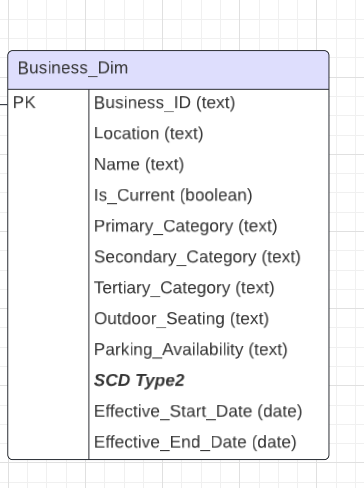 Business_Dim
PK Business_ID (text)
Location (text)
Name (text)
Is_Current (boolean)
Primary_Category (text)
Secondary_Category (text)
Tertiary_Category (text)
Outdoor_Seating (text)
Parking_Availability (text)
SCD Type2
Effective_Start_Date (date)
Effective_End_Date (date)